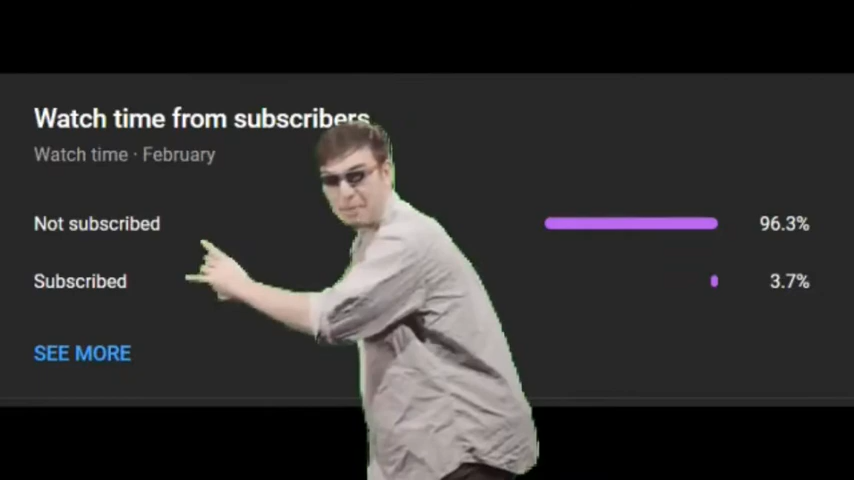 Watch time from subscribers
Watch time · February
Not subscribed
96.3%
Subscribed
3.7%
SEE MORE